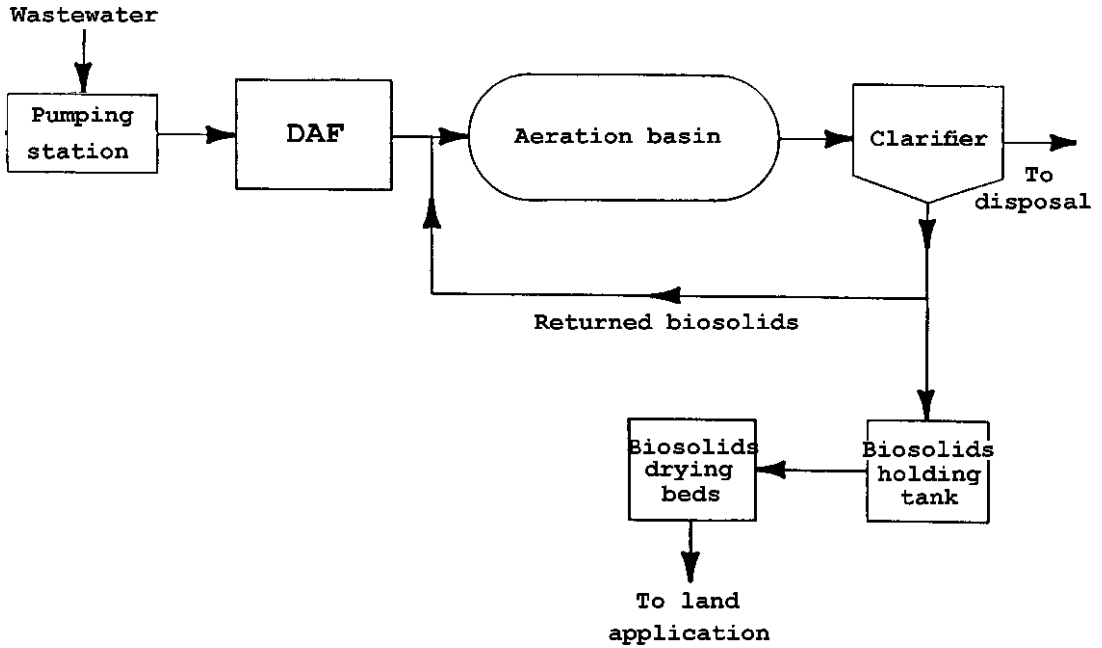 Wastewater
Pumping
station
DAF
Aeration basin
Clarifier
To
disposal
Returned biosolids
Biosolids
drying
beds
Biosolids
holding
tank
To land
application